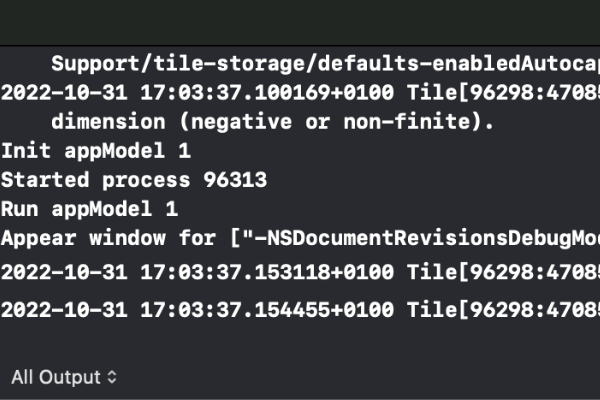 Support/tile-storage/defaults-enabledAutocap
2022-10-31 17:03:37.100169+0100 Tile[96298:47085
dimension (negative or non-finite).
Init appModel 1
Started process 96313
Run appModel 1
Appear window for ["-NSDocumentRevisionsDebugMod
2022-10-31 17:03:37.153118+0100 Tile[96298:47085
2022-10-31 17:03:37.154455+0100 Tile[96298:47085
All Output